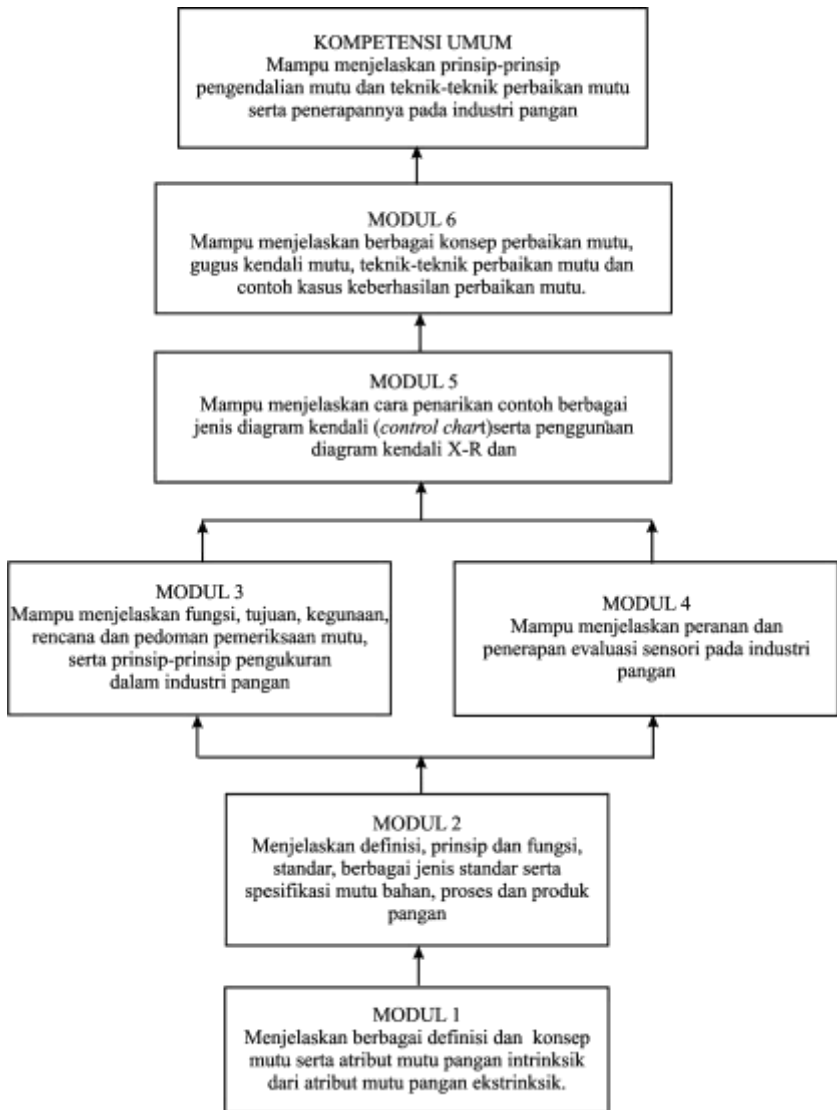 KOMPETENSI UMUM
Mampu menjelaskan prinsip-prinsip
pengendalian mutu dan teknik-teknik perbaikan mutu
serta penerapannya pada industri pangan
MODUL 6
Mampu menjelaskan berbagai konsep perbaikan mutu,
gugus kendali mutu, teknik-teknik perbaikan mutu dan
contoh kasus keberhasilan perbaikan mutu.
MODUL 5
Mampu menjelaskan cara penarikan contoh berbagai
jenis diagram kendali (control chart)serta penggunaan
diagram kendali X-R dan
MODUL 3
Mampu menjelaskan fungsi, tujuan, kegunaan,
rencana dan pedoman pemeriksaan mutu,
serta prinsip-prinsip pengukuran
dalam industri pangan
MODUL 4
Mampu menjelaskan peranan dan
penerapan evaluasi sensori pada industri
pangan
MODUL 2
Menjelaskan definisi, prinsip dan fungsi,
standar, berbagai jenis standar serta
spesifikasi mutu bahan, proses dan produk
pangan
MODUL 1
Menjelaskan berbagai definisi dan konsep
mutu serta atribut mutu pangan intrinksik
dari atribut mutu pangan ekstrinksik.